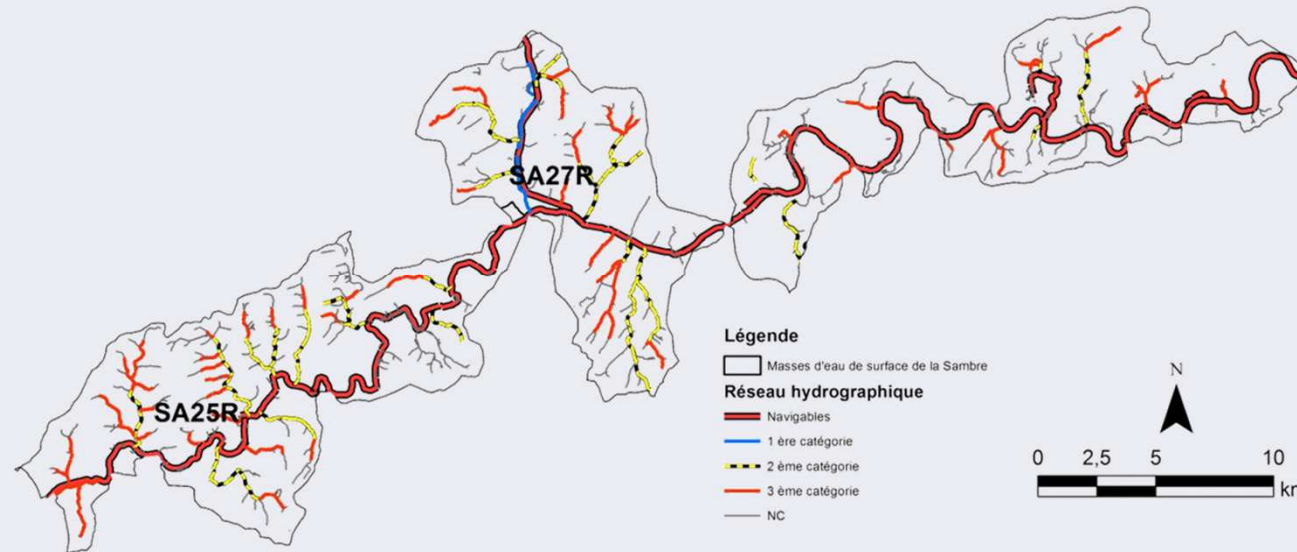 SA27R
SA25R
Légende
Masses d'eau de surface de la Sambre
Réseau hydrographique
Navigables
1 ère catégorie
2 ème catégorie
3 ème catégorie
NC
N
0 2,5 5 10
km